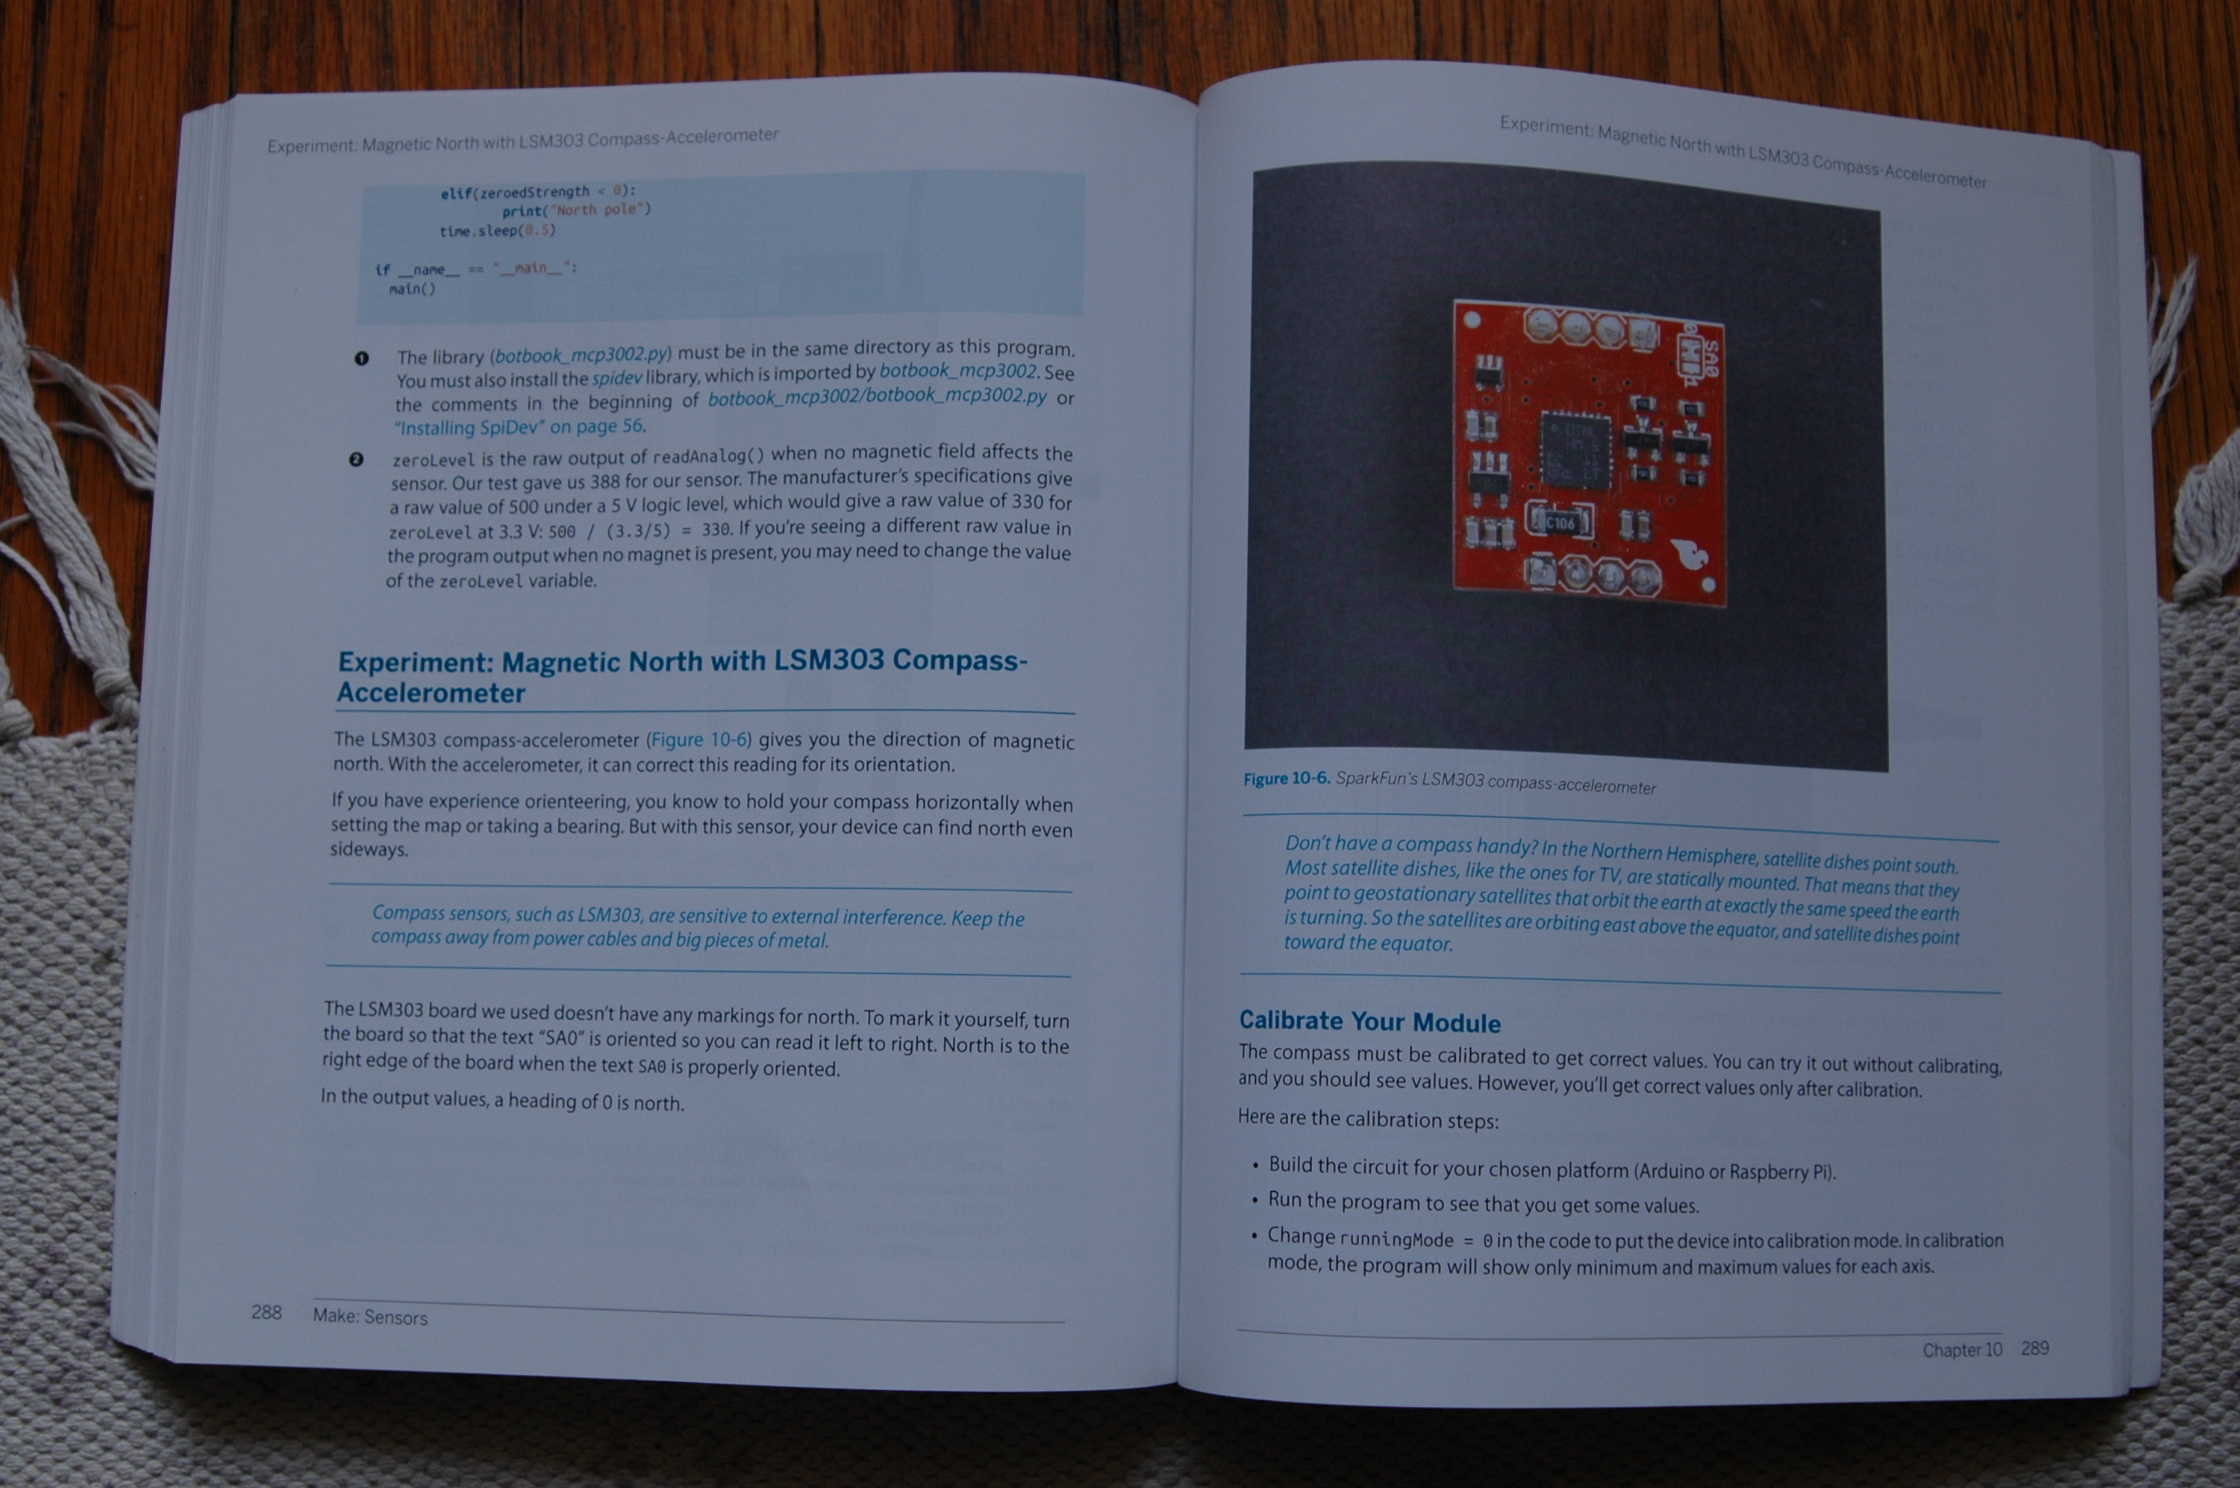 Experiment: Magnetic North with LSM303 Compass-Accelerometer
elif(zeroedStrength < 0):
print("North pole")
time.sleep(0.5)
if __name__ == "__main__":
main()
❶ The library (botbook_mcp3002.py) must be in the same directory as this program.
You must also install the spidev library, which is imported by botbook_mcp3002. See
the comments in the beginning of botbook_mcp3002/botbook_mcp3002.py or
"Installing SpiDev" on page 56.
❷ zeroLevel is the raw output of readAnalog() when no magnetic field affects the
sensor. Our test gave us 388 for our sensor. The manufacturer's specifications give
a raw value of 500 under a 5 V logic level, which would give a raw value of 330 for
zeroLevel at 3.3 V: 500 / (3.3/5) = 330. If you're seeing a different raw value in
the program output when no magnet is present, you may need to change the value
of the zeroLevel variable.
Experiment: Magnetic North with LSM303 Compass-
Accelerometer
The LSM303 compass-accelerometer (Figure 10-6) gives you the direction of magnetic
north. With the accelerometer, it can correct this reading for its orientation.
If you have experience orienteering, you know to hold your compass horizontally when
setting the map or taking a bearing. But with this sensor, your device can find north even
sideways.
Compass sensors, such as LSM303, are sensitive to external interference. Keep the
compass away from power cables and big pieces of metal.
The LSM303 board we used doesn't have any markings for north. To mark it yourself, turn
the board so that the text "SA0" is oriented so you can read it left to right. North is to the
right edge of the board when the text SA0 is properly oriented.
In the output values, a heading of 0 is north.
288 Make: Sensors
Experiment: Magnetic North with LSM303 Compass-Accelerometer
SA0
0 1
C106
Figure 10-6. SparkFun's LSM303 compass-accelerometer
Don't have a compass handy? In the Northern Hemisphere, satellite dishes point south.
Most satellite dishes, like the ones for TV, are statically mounted. That means that they
point to geostationary satellites that orbit the earth at exactly the same speed the earth
is turning. So the satellites are orbiting east above the equator, and satellite dishes point
toward the equator.
Calibrate Your Module
The compass must be calibrated to get correct values. You can try it out without calibrating,
and you should see values. However, you'll get correct values only after calibration.
Here are the calibration steps:
• Build the circuit for your chosen platform (Arduino or Raspberry Pi).
• Run the program to see that you get some values.
• Change runningMode = 0 in the code to put the device into calibration mode. In calibration
mode, the program will show only minimum and maximum values for each axis.
Chapter 10 289